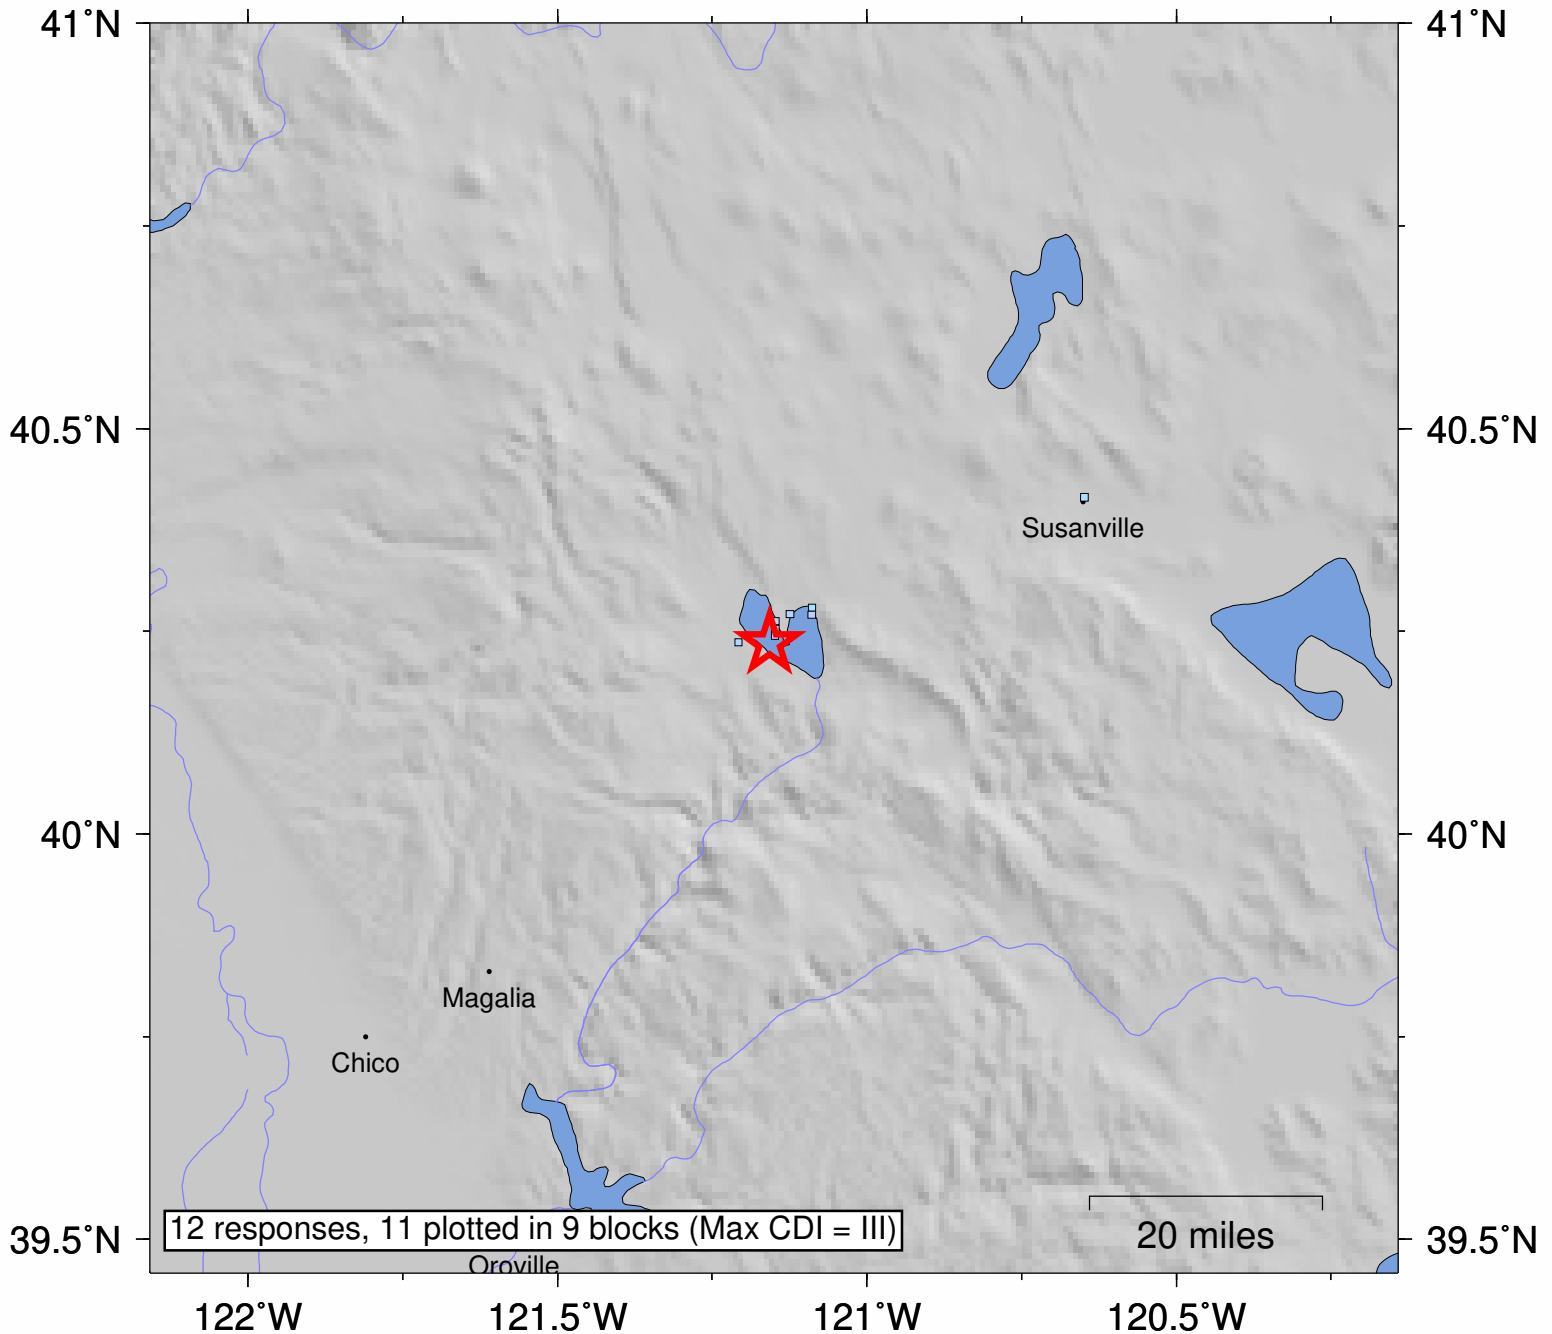 41°N
41°N
40.5°N
40.5°N
Susanville
40°N
40°N
Magalia
Chico
12 responses, 11 plotted in 9 blocks (Max CDI = III)
20 miles
39.5°N
39.5°N
Oroville
122°W
121.5°W
121°W
120.5°W